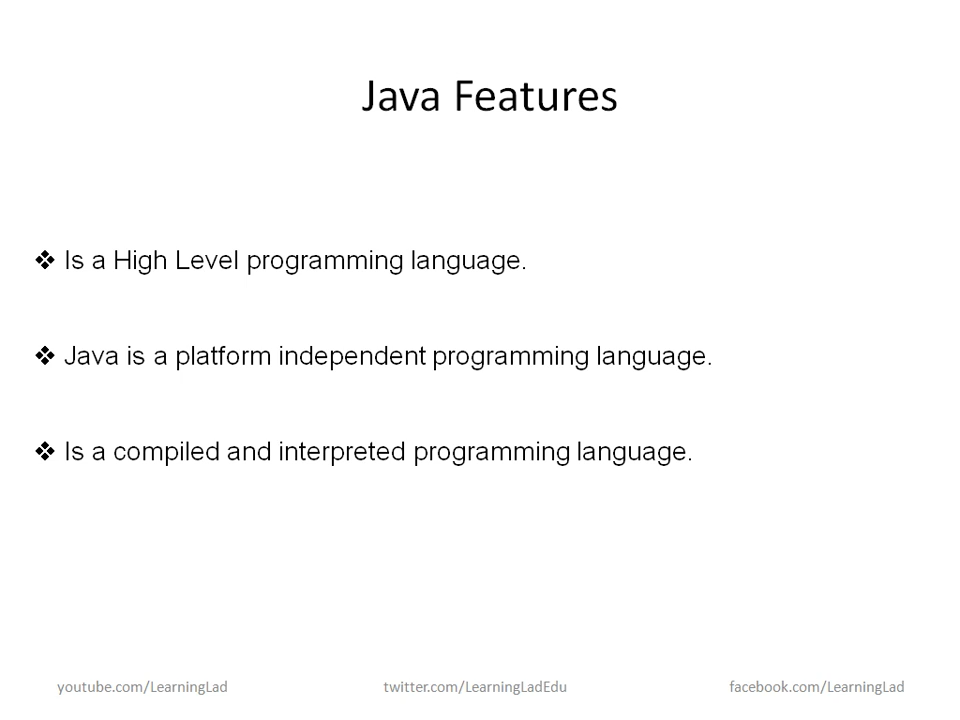 Java Features
❖ Is a High Level programming language.
❖ Java is a platform independent programming language.
❖ Is a compiled and interpreted programming language.
youtube.com/LearningLad twitter.com/LearningLadEdu facebook.com/LearningLad